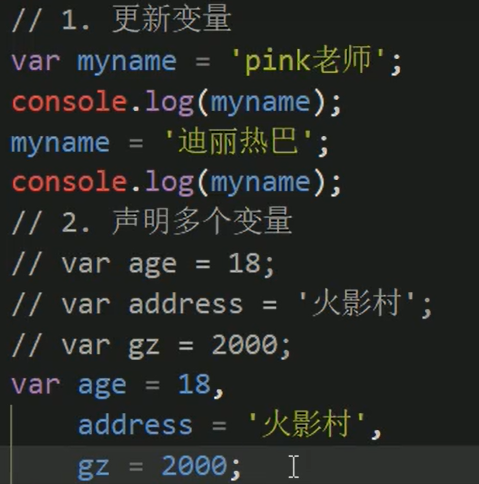 // 1. 更新变量
var myname = 'pink老师';
console.log(myname);
myname = '迪丽热巴';
console.log(myname);
// 2. 声明多个变量
// var age = 18;
// var address = '火影村';
// var gz = 2000;
var age = 18,
address = '火影村',
gz = 2000;